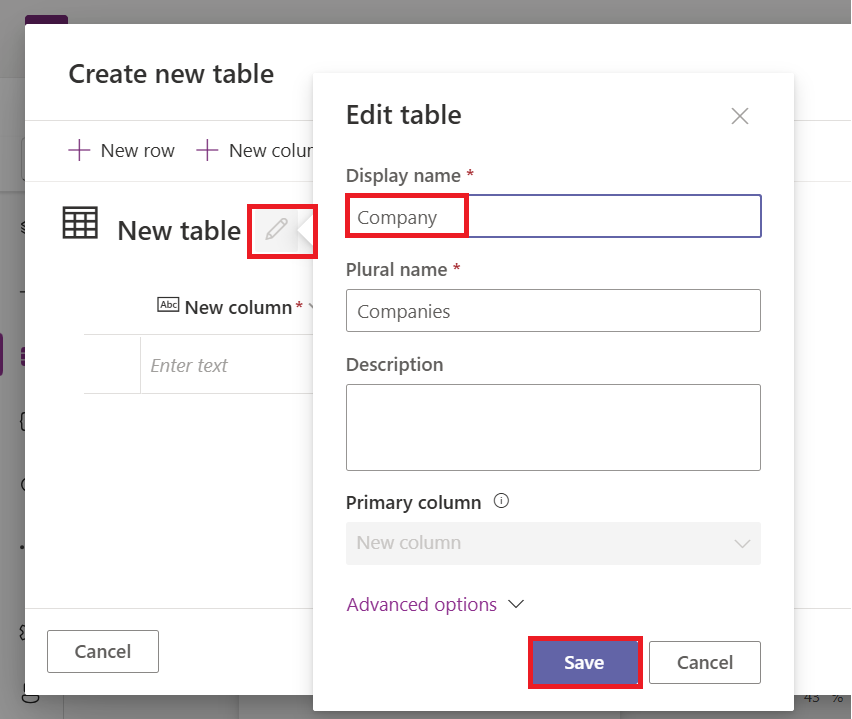 Create new table
Edit table
New row
New colu
Display name *
Company
New table
Plural name *
Companies
Abc New column *
Enter text
Description
Primary column
New column
Advanced options
Cancel
Save
Cancel
43 %